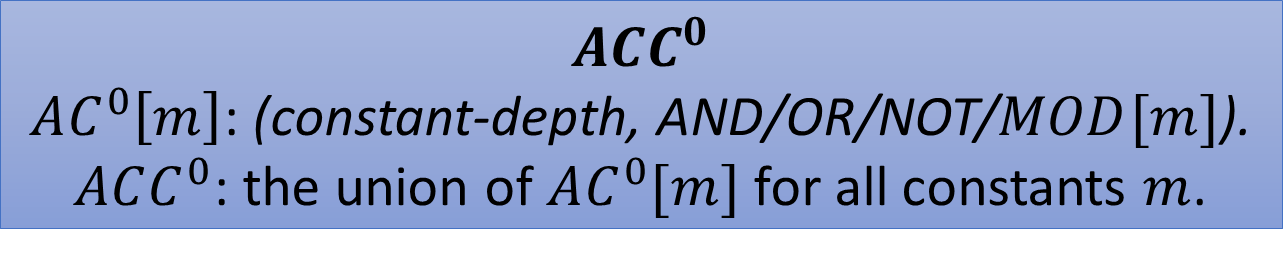 ACC⁰
AC⁰[m]: (constant-depth, AND/OR/NOT/MOD[m]).
ACC⁰: the union of AC⁰[m] for all constants m.